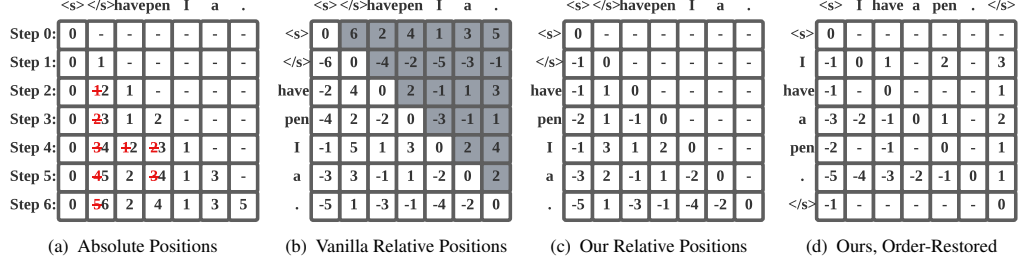 <s> </s>havepen I a . <s> </s>havepen I a . <s> </s>havepen I a . <s> I have a pen . </s>
Step 0: 0 - - - - - - <s> 0 6 2 4 1 3 5 <s> 0 - - - - - - <s> 0 - - - - - -
Step 1: 0 1 - - - - - </s> -6 0 -4 -2 -5 -3 -1 </s> -1 0 - - - - - I -1 0 1 - 2 - 3
Step 2: 0 12 1 - - - - have -2 4 0 2 -1 1 3 have -1 1 0 - - - - have -1 - 0 - - - 1
Step 3: 0 23 1 2 - - - pen -4 2 -2 0 -3 -1 1 pen -2 1 -1 0 - - - a -3 -2 -1 0 1 - 2
Step 4: 0 34 12 23 1 - - I -1 5 1 3 0 2 4 I -1 3 1 2 0 - - pen -2 - -1 - 0 - 1
Step 5: 0 45 2 34 1 3 - a -3 3 -1 1 -2 0 2 a -3 2 -1 1 -2 0 - . -5 -4 -3 -2 -1 0 1
Step 6: 0 56 2 4 1 3 5 . -5 1 -3 -1 -4 -2 0 . -5 1 -3 -1 -4 -2 0 </s> -1 - - - - - 0
(a) Absolute Positions (b) Vanilla Relative Positions (c) Our Relative Positions (d) Ours, Order-Restored